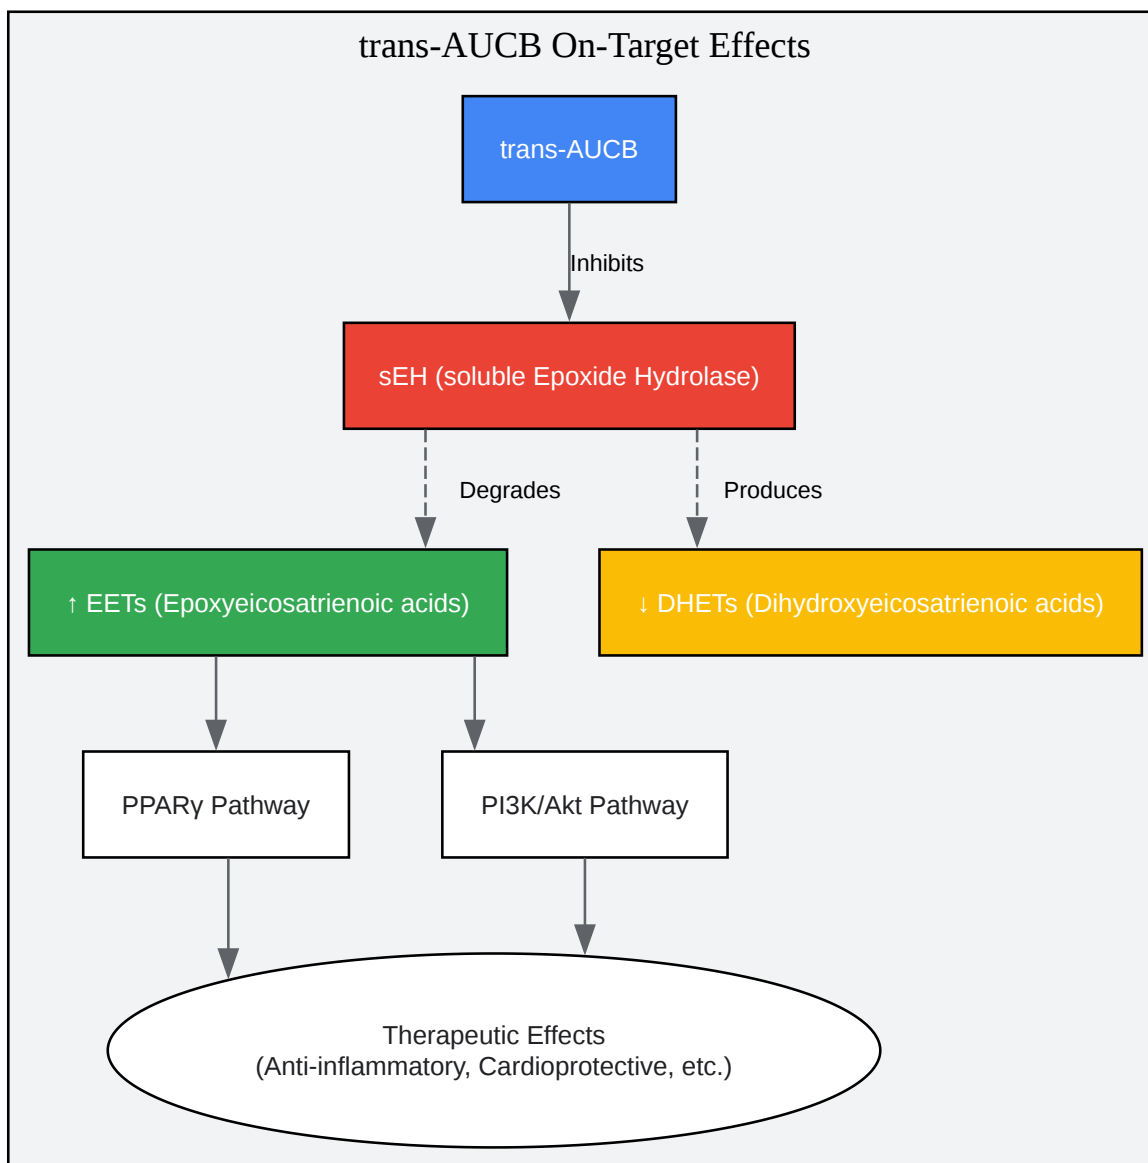 trans-AUCB On-Target Effects
trans-AUCB
Inhibits
sEH (soluble Epoxide Hydrolase)
Degrades
Produces
↑ EETs (Epoxyeicosatrienoic acids)
↓ DHETs (Dihydroxyeicosatrienoic acids)
PPARγ Pathway
PI3K/Akt Pathway
Therapeutic Effects
(Anti-inflammatory, Cardioprotective, etc.)